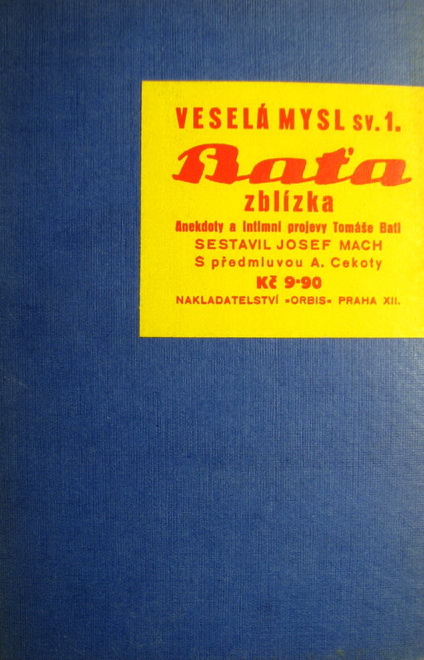 VESELÁ MYSL sv. 1.
Baťa
zblízka
Anekdoty a intimní projevy Tomáše Bati
SESTAVIL JOSEF MACH
S předmluvou A. Cekoty
Kč 9·90
NAKLADATELSTVÍ »ORBIS« PRAHA XII.